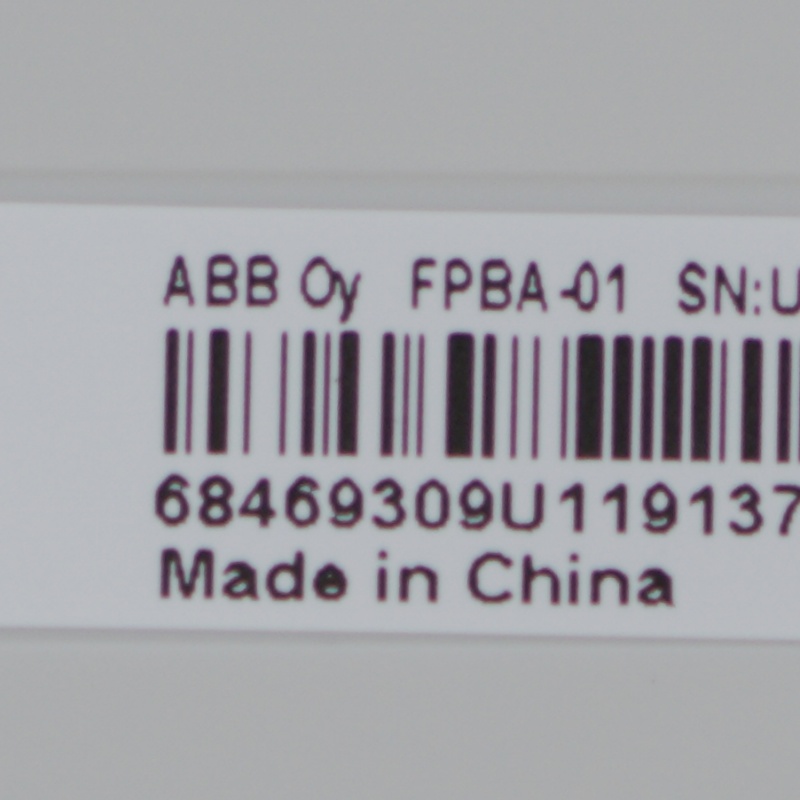 ABB Oy FPBA-01 SN:U
68469309U119137
Made in China